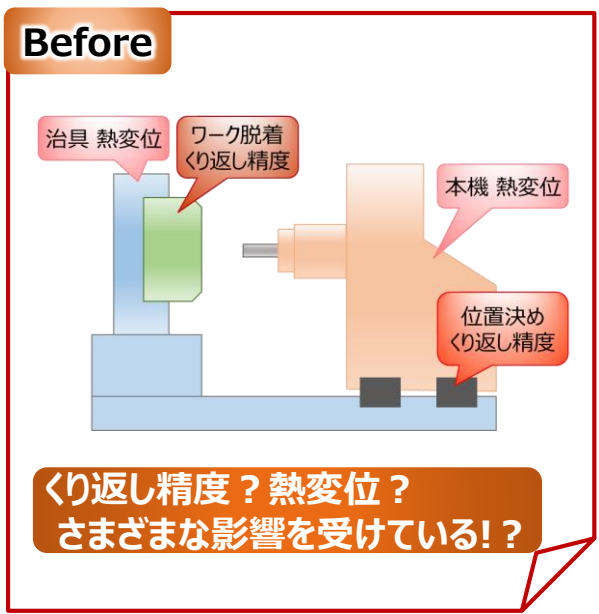 Before
治具 熱変位
ワーク脱着
くり返し精度
本機 熱変位
位置決め
くり返し精度
くり返し精度？熱変位？
さまざまな影響を受けている!？